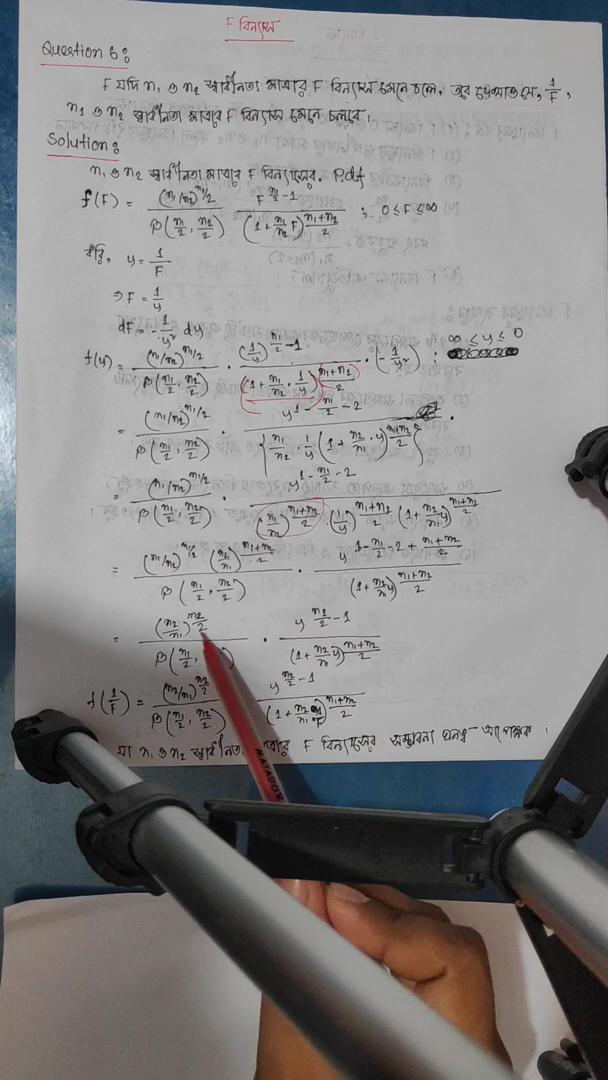 F বিন্যাস
Question 6:
F যদি n₁ ও n₂ স্বাধীনতা মাত্রার F বিন্যাস মেনে চলে, তবে দেখাও যে, 1/F,
n₁ ও n₂ স্বাধীনতা মাত্রার F বিন্যাস মেনে চলবে।
Solution:
n₁ ও n₂ স্বাধীনতা মাত্রার F বিন্যাসের. P.d.f
f(F) = (n₁/n₂)^(n₁/2) / β(n₁/2, n₂/2) · F^(n₁/2 - 1) / (1 + n₁/n₂ F)^((n₁+n₂)/2) ; 0 ≤ F ≤ ∞
ধরি, y = 1/F
⇒ F = 1/y
dF = - 1/y² dy
f(y) = (n₁/n₂)^(n₁/2) / β(n₁/2, n₂/2) · (1/y)^(n₁/2 - 1) / (1 + n₁/n₂ · 1/y)^((n₁+n₂)/2) · (- 1/y²) ; ∞ ≤ y ≤ 0
= (n₁/n₂)^(n₁/2) / β(n₁/2, n₂/2) · y^(1 - n₁/2 - 2) / {n₁/n₂ · 1/y (1 + n₂/n₁ · y)}^((n₁+n₂)/2)
= (n₁/n₂)^(n₁/2) / β(n₁/2, n₂/2) · y^(1 - n₁/2 - 2) / (n₁/n₂)^((n₁+n₂)/2) · (1/y)^((n₁+n₂)/2) (1 + n₂/n₁ y)^((n₁+n₂)/2)
= (n₁/n₂)^(n₁/2) (n₂/n₁)^((n₁+n₂)/2) / β(n₁/2, n₂/2) · y^(1 - n₁/2 - 2 + (n₁+n₂)/2) / (1 + n₂/n₁ y)^((n₁+n₂)/2)
= (n₂/n₁)^(n₂/2) / β(n₁/2, · y^(n₂/2 - 1) / (1 + n₂/n₁ y)^((n₁+n₂)/2)
f(1/F) = (n₂/n₁)^(n₂/2) / β(n₁/2, n₂/2) y^(n₂/2 - 1) / (1 + n₂/n₁ )^((n₁+n₂)/2)
যা n₁ ও n₂ স্বাধীনতা মাত্রার F বিন্যাসের সম্ভাবনা ঘনত্ব অপেক্ষক।
MATADOR